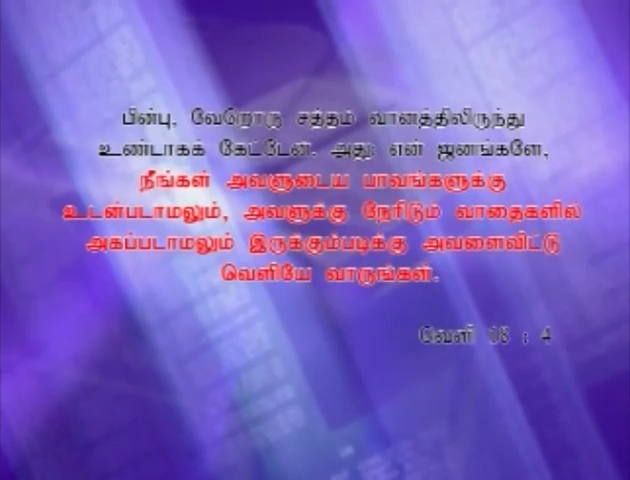 பின்பு, வேறொரு சத்தம் வானத்திலிருந்து
உண்டாகக் கேட்டேன். அது: என் ஜனங்களே,
நீங்கள் அவளுடைய பாவங்களுக்கு
உடன்படாமலும், அவளுக்கு நேரிடும் வாதைகளில்
அகப்படாமலும் இருக்கும்படிக்கு அவளைவிட்டு
வெளியே வாருங்கள்.
வெளி 18 : 4